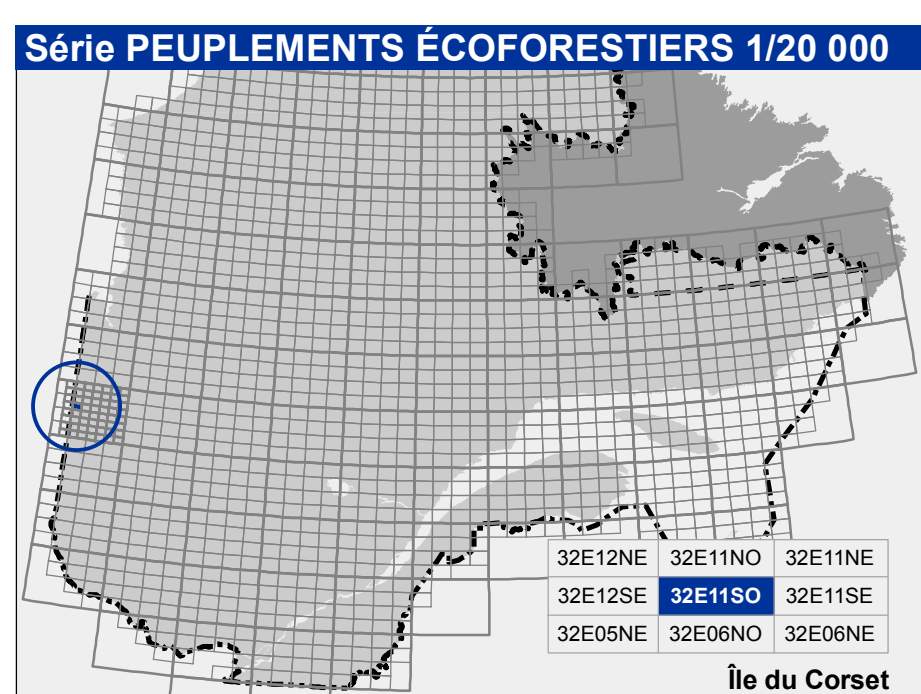 Série PEUPLEMENTS ÉCOFORESTIERS 1/20 000
32E12NE 32E11NO 32E11NE
32E12SE 32E11SO 32E11SE
32E05NE 32E06NO 32E06NE
Île du Corset